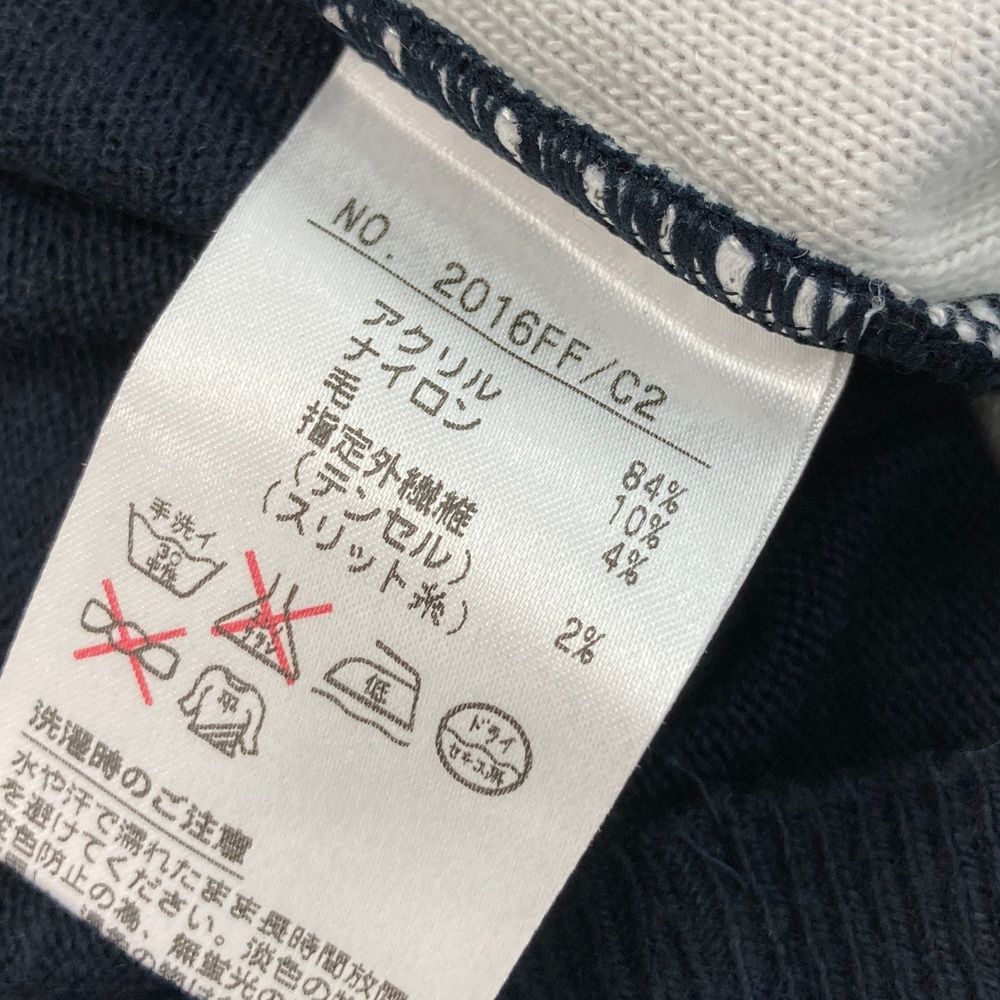 NO. 2016FF/C2
アクリル 84%
ナイロン 10%
毛 4%
指定外繊維
(テンセル) 2%
(スリット糸)
手洗イ
30
中性
低
ドライ
セキユ系
平
洗濯時のご注意
水や汗で濡れたまま長時間放置
を避けてください。淡色の
色防止の為、無蛍光の